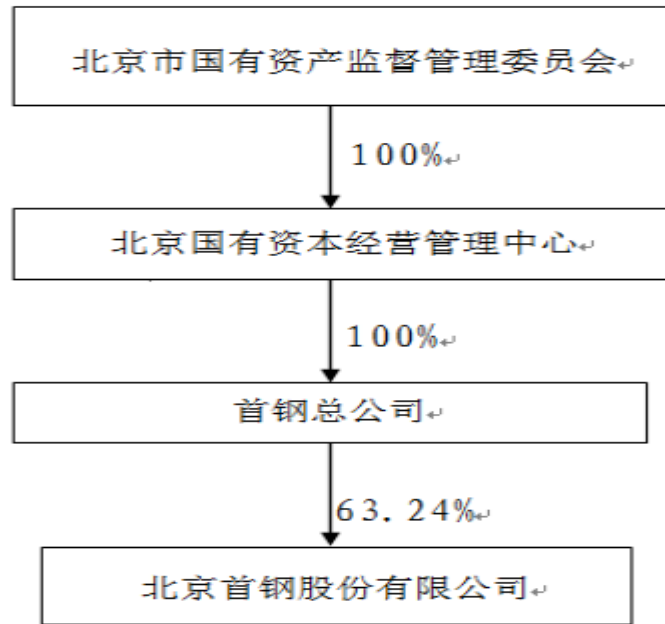 北京市国有资产监督管理委员会
100%
北京国有资本经营管理中心
100%
首钢总公司
63.24%
北京首钢股份有限公司